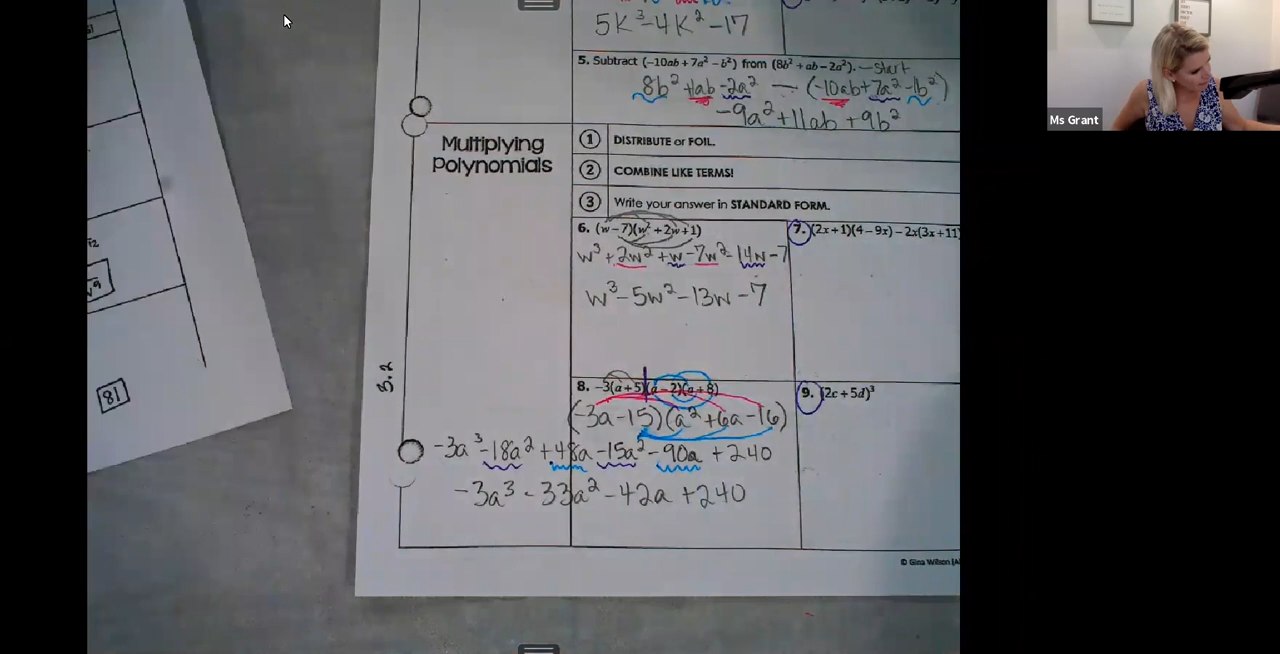 5k³-4k²-17
5. Subtract (-10ab + 7a² - b²) from (8b² + ab - 2a²). - Start
8b² + 1ab - 2a² - (-10ab + 7a² - 1b²)
-9a² + 11ab + 9b²
Multiplying
Polynomials
① DISTRIBUTE or FOIL.
② COMBINE LIKE TERMS!
③ Write your answer in STANDARD FORM.
6. (w - 7)(w² + 2w + 1)
w³ + 2w² + w - 7w² - 14w - 7
w³ - 5w² - 13w - 7
7. (2x + 1)(4 - 9x) - 2x(3x + 11)
8. -3(a + 5)(a - 2)(a + 8)
(-3a - 15)(a² + 6a - 16)
-3a³ - 18a² + 48a - 15a² - 90a + 240
-3a³ - 33a² - 42a + 240
9. (2c + 5d)³
3.2
81
© Gina Wilson
Ms Grant